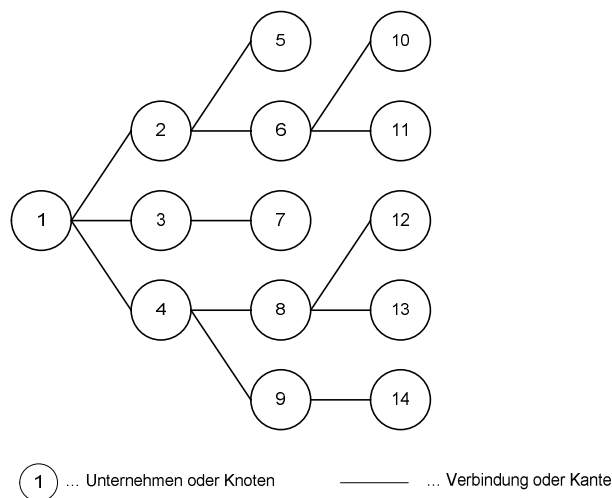 5 10
2 6 11
1 3 7 12
4 8 13
9 14
1 ... Unternehmen oder Knoten ... Verbindung oder Kante